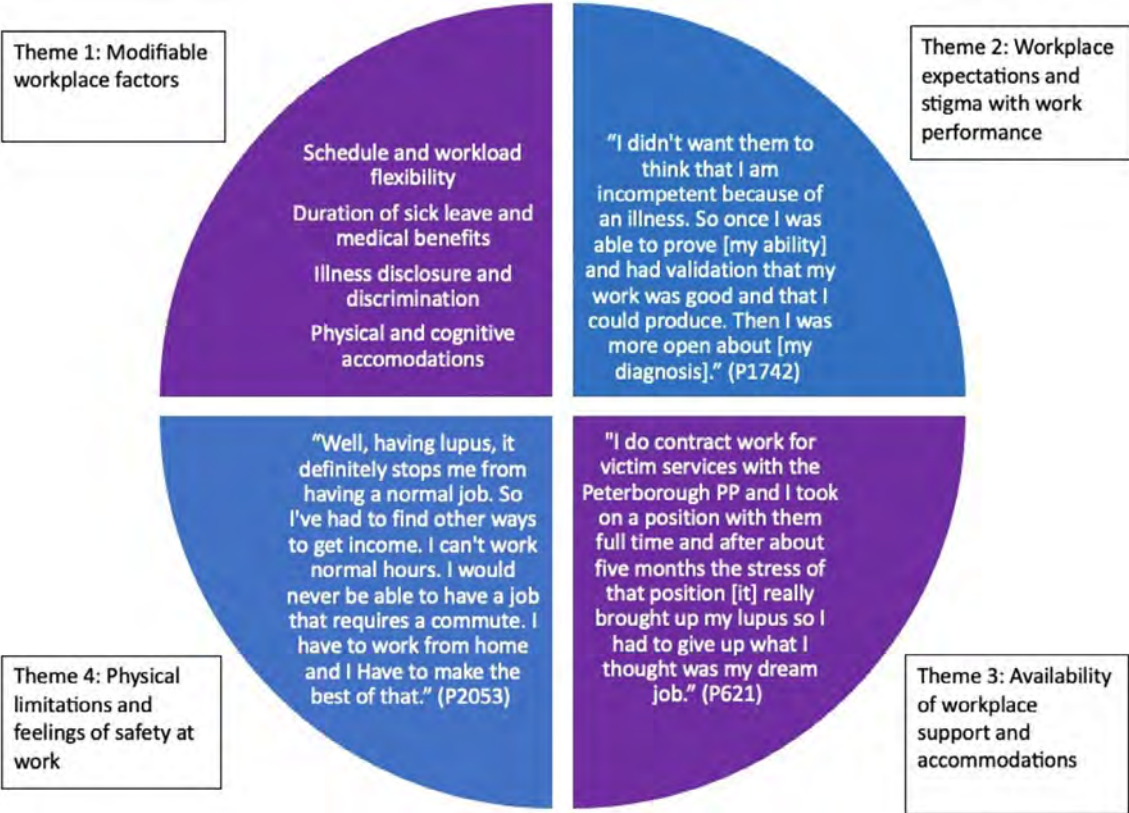 Theme 1: Modifiable
workplace factors
Schedule and workload
flexibility
Duration of sick leave and
medical benefits
Illness disclosure and
discrimination
Physical and cognitive
accomodations
Theme 2: Workplace
expectations and
stigma with work
performance
“I didn't want them to
think that I am
incompetent because of
an illness. So once I was
able to prove [my ability]
and had validation that my
work was good and that I
could produce. Then I was
more open about [my
diagnosis].” (P1742)
“Well, having lupus, it
definitely stops me from
having a normal job. So
I've had to find other ways
to get income. I can't work
normal hours. I would
never be able to have a job
that requires a commute. I
have to work from home
and I Have to make the
best of that.” (P2053)
Theme 4: Physical
limitations and
feelings of safety at
work
"I do contract work for
victim services with the
Peterborough PP and I took
on a position with them
full time and after about
five months the stress of
that position [it] really
brought up my lupus so I
had to give up what I
thought was my dream
job.” (P621)
Theme 3: Availability
of workplace
support and
accommodations